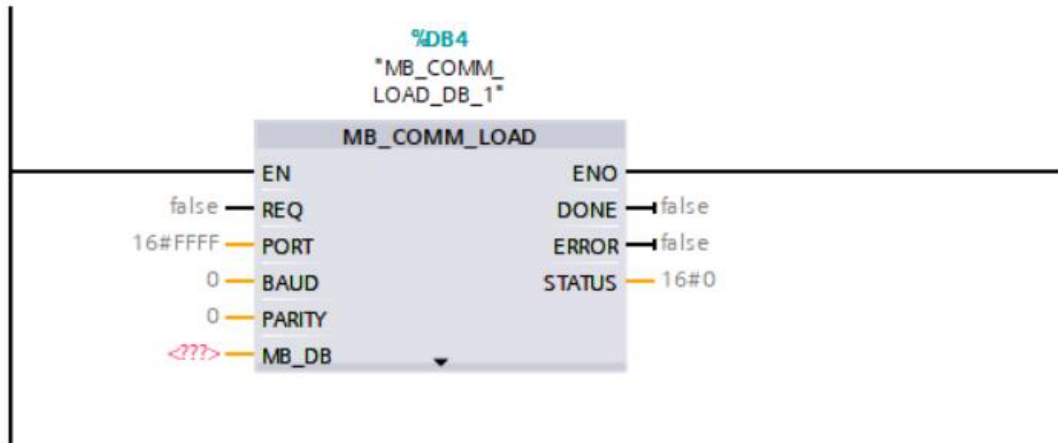 %DB4
"MB_COMM_
LOAD_DB_1"
MB_COMM_LOAD
EN ENO
false REQ DONE false
16#FFFF PORT ERROR false
0 BAUD STATUS 16#0
0 PARITY
<???> MB_DB